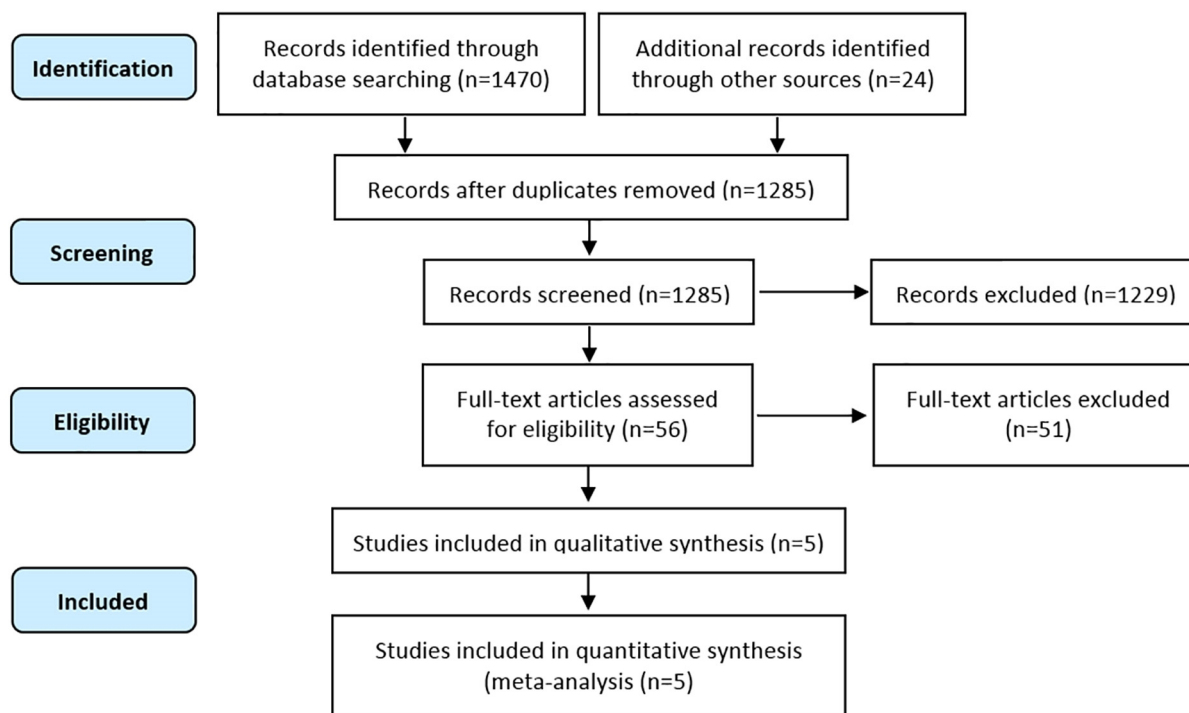 Identification
Records identified through
database searching (n=1470)
Additional records identified
through other sources (n=24)
Records after duplicates removed (n=1285)
Screening
Records screened (n=1285)
Records excluded (n=1229)
Eligibility
Full-text articles assessed
for eligibility (n=56)
Full-text articles excluded
(n=51)
Studies included in qualitative synthesis (n=5)
Included
Studies included in quantitative synthesis
(meta-analysis (n=5)